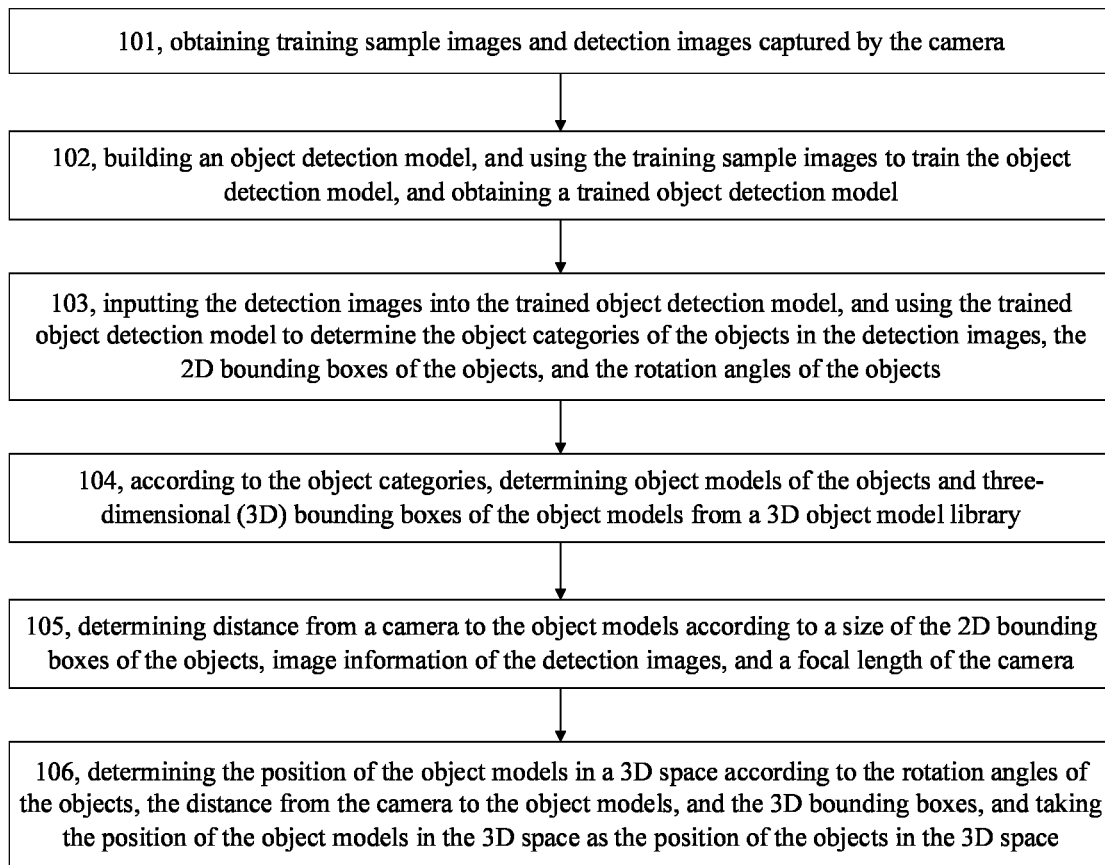 101, obtaining training sample images and detection images captured by the camera
102, building an object detection model, and using the training sample images to train the object
detection model, and obtaining a trained object detection model
103, inputting the detection images into the trained object detection model, and using the trained
object detection model to determine the object categories of the objects in the detection images, the
2D bounding boxes of the objects, and the rotation angles of the objects
104, according to the object categories, determining object models of the objects and three-
dimensional (3D) bounding boxes of the object models from a 3D object model library
105, determining distance from a camera to the object models according to a size of the 2D bounding
boxes of the objects, image information of the detection images, and a focal length of the camera
106, determining the position of the object models in a 3D space according to the rotation angles of
the objects, the distance from the camera to the object models, and the 3D bounding boxes, and taking
the position of the object models in the 3D space as the position of the objects in the 3D space